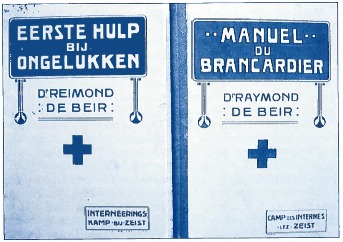 EERSTE HULP
BIJ
ONGELUKKEN
DR REIMOND
: DE BEIR :
INTERNEERINGS-
KAMP-BIJ-ZEIST
·· MANUEL ··
DU
BRANCARDIER
DR RAYMOND
: DE BEIR :
CAMP DES INTERNES
-LEZ-ZEIST